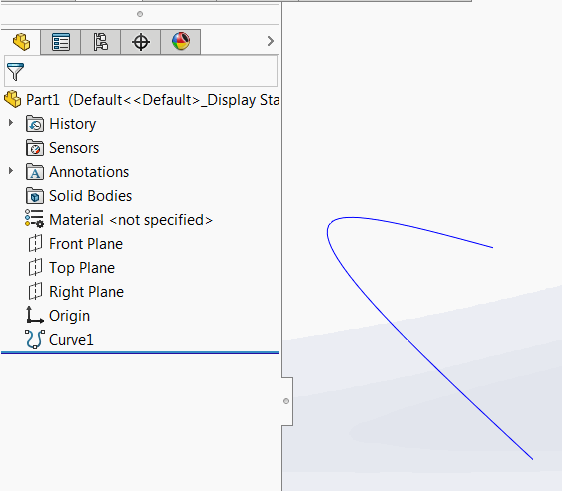 Part1 (Default<<Default>_Display Sta
History
Sensors
Annotations
Solid Bodies
Material <not specified>
Front Plane
Top Plane
Right Plane
Origin
Curve1